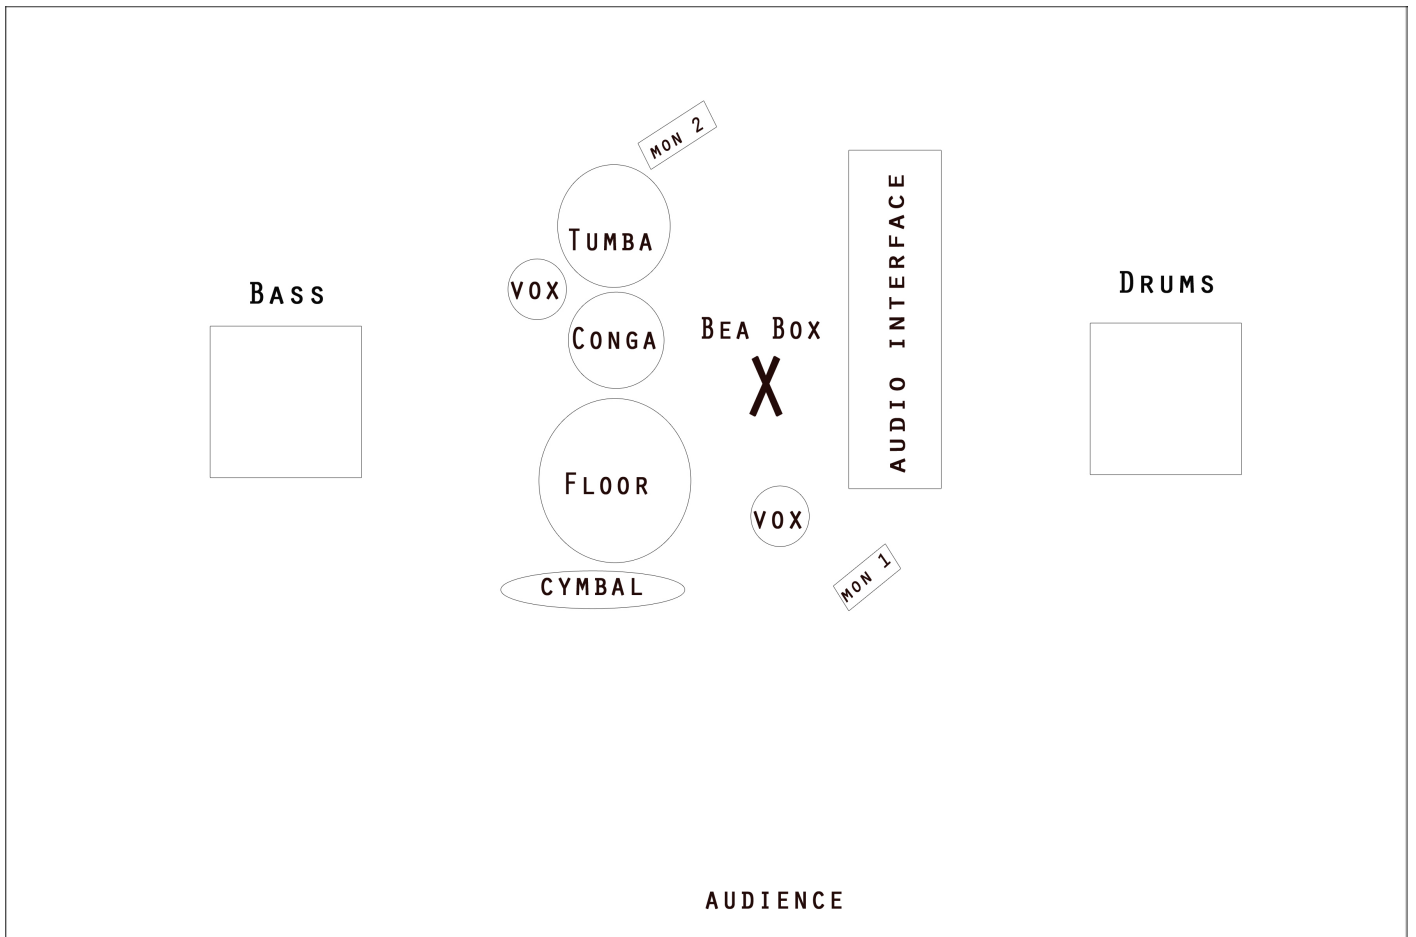 MON 2
TUMBA
AUDIO INTERFACE
VOX
BASS
DRUMS
CONGA
BEA BOX
X
FLOOR
VOX
CYMBAL
MON 1
AUDIENCE